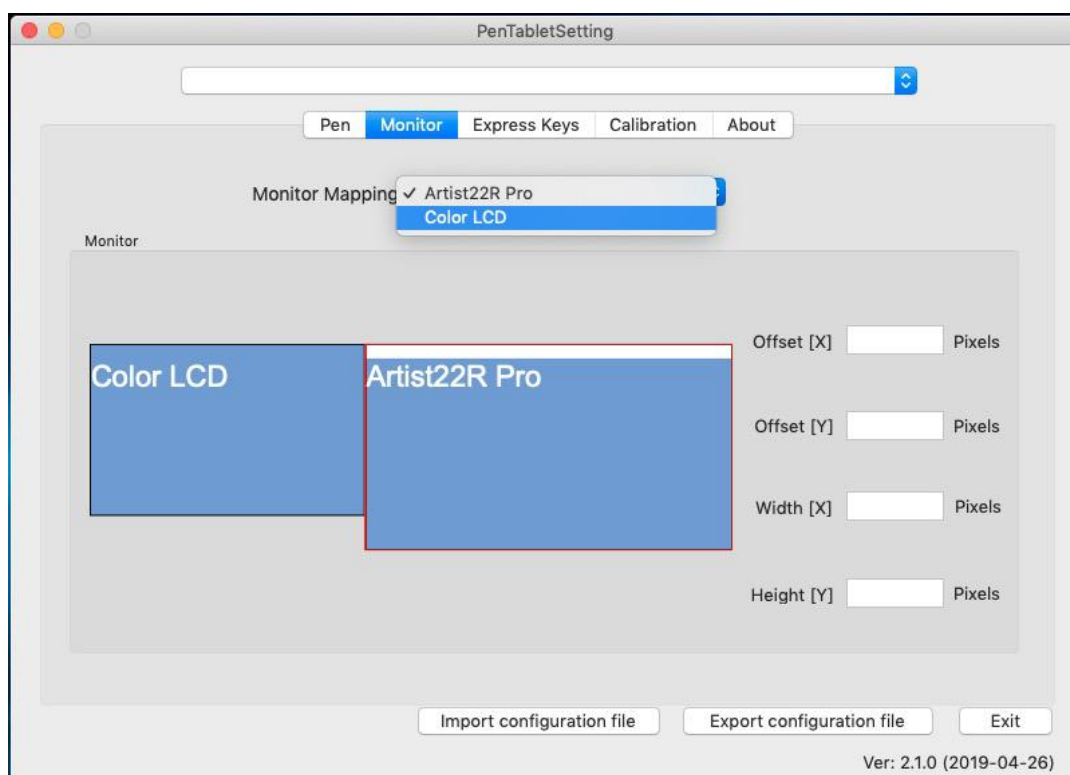 PenTabletSetting
Pen Monitor Express Keys Calibration About
Monitor Mapping ✓ Artist22R Pro
Color LCD
Monitor
Offset [X] Pixels
Color LCD Artist22R Pro
Offset [Y] Pixels
Width [X] Pixels
Height [Y] Pixels
Import configuration file Export configuration file Exit
Ver: 2.1.0 (2019-04-26)